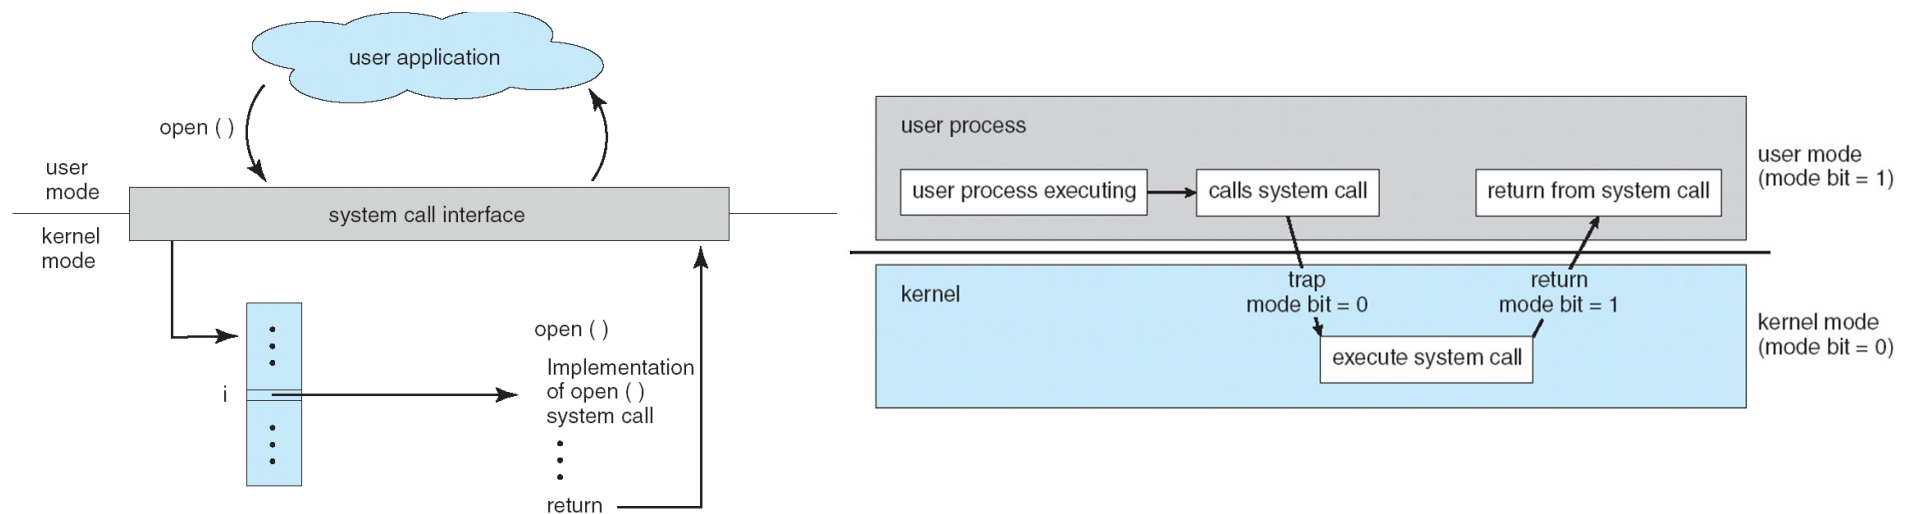 user application
open ( )
user
mode
system call interface
kernel
mode
open ( )
Implementation
of open ( )
system call
i
return
user process
user process executing
calls system call
return from system call
user mode
(mode bit = 1)
kernel
trap
mode bit = 0
return
mode bit = 1
execute system call
kernel mode
(mode bit = 0)